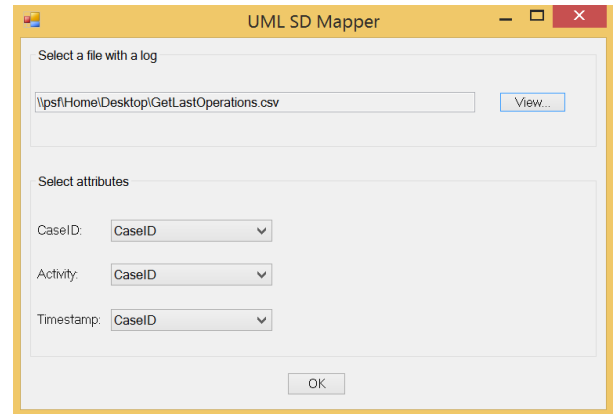 UML SD Mapper
Select a file with a log
\\psf\Home\Desktop\GetLastOperations.csv
View...
Select attributes
CaseID: CaseID
Activity: CaseID
Timestamp: CaseID
OK